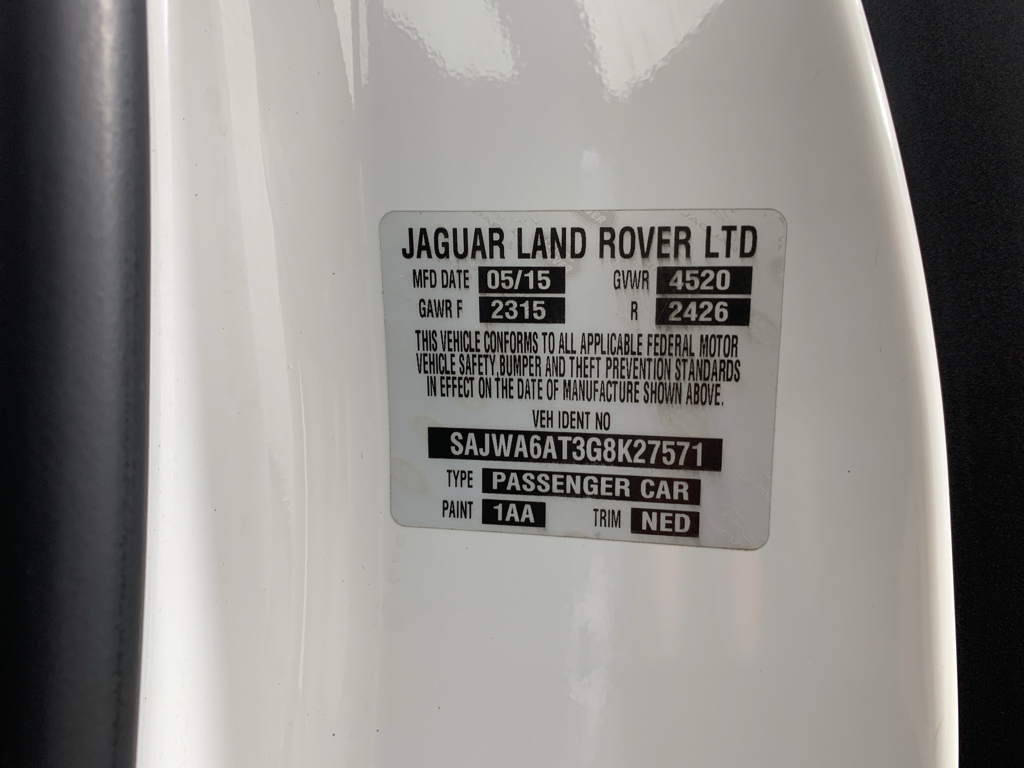 JAGUAR LAND ROVER LTD
MFD DATE 05/15 GVWR 4520
GAWR F 2315 R 2426
THIS VEHICLE CONFORMS TO ALL APPLICABLE FEDERAL MOTOR
VEHICLE SAFETY,BUMPER AND THEFT PREVENTION STANDARDS
IN EFFECT ON THE DATE OF MANUFACTURE SHOWN ABOVE.
VEH IDENT NO
SAJWA6AT3G8K27571
TYPE PASSENGER CAR
PAINT 1AA TRIM NED